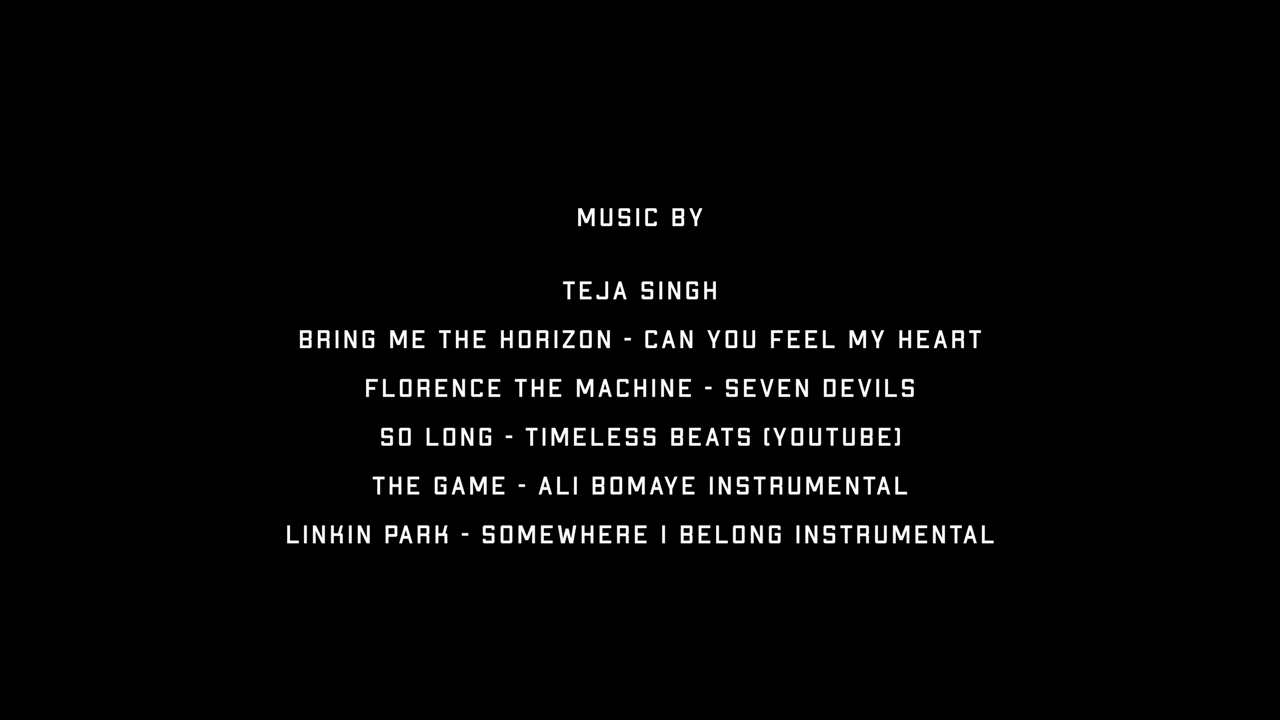 MUSIC BY
TEJA SINGH
BRING ME THE HORIZON - CAN YOU FEEL MY HEART
FLORENCE THE MACHINE - SEVEN DEVILS
SO LONG - TIMELESS BEATS (YOUTUBE)
THE GAME - ALI BOMAYE INSTRUMENTAL
LINKIN PARK - SOMEWHERE I BELONG INSTRUMENTAL